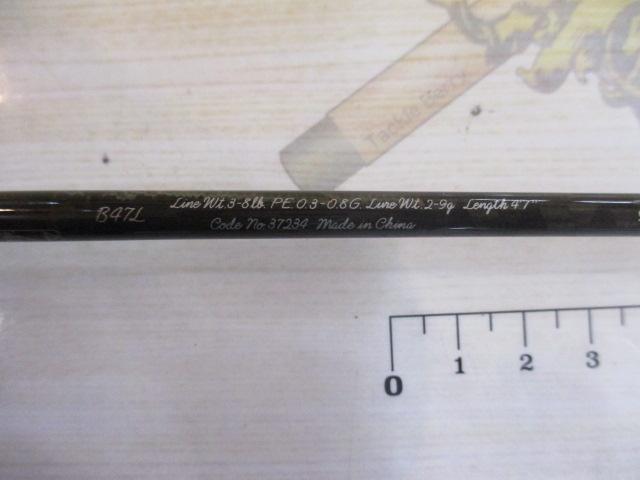 B47L
Line Wt.3-8lb. PE.0.3-0.8G. Lure Wt.2-9g Length 4'7"
Code No.37234 Made in China
Tackle Berry
0 1 2 3